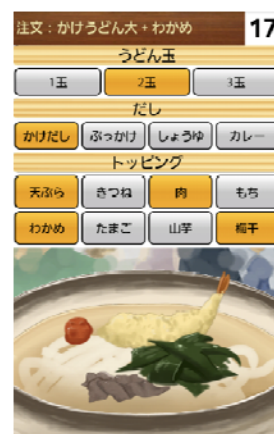 注文：かけうどん大+わかめ 17
うどん玉
1玉 2玉 3玉
だし
かけだし ぶっかけ しょうゆ カレー
トッピング
天ぷら きつね 肉 もち
わかめ たまご 山芋 梅干